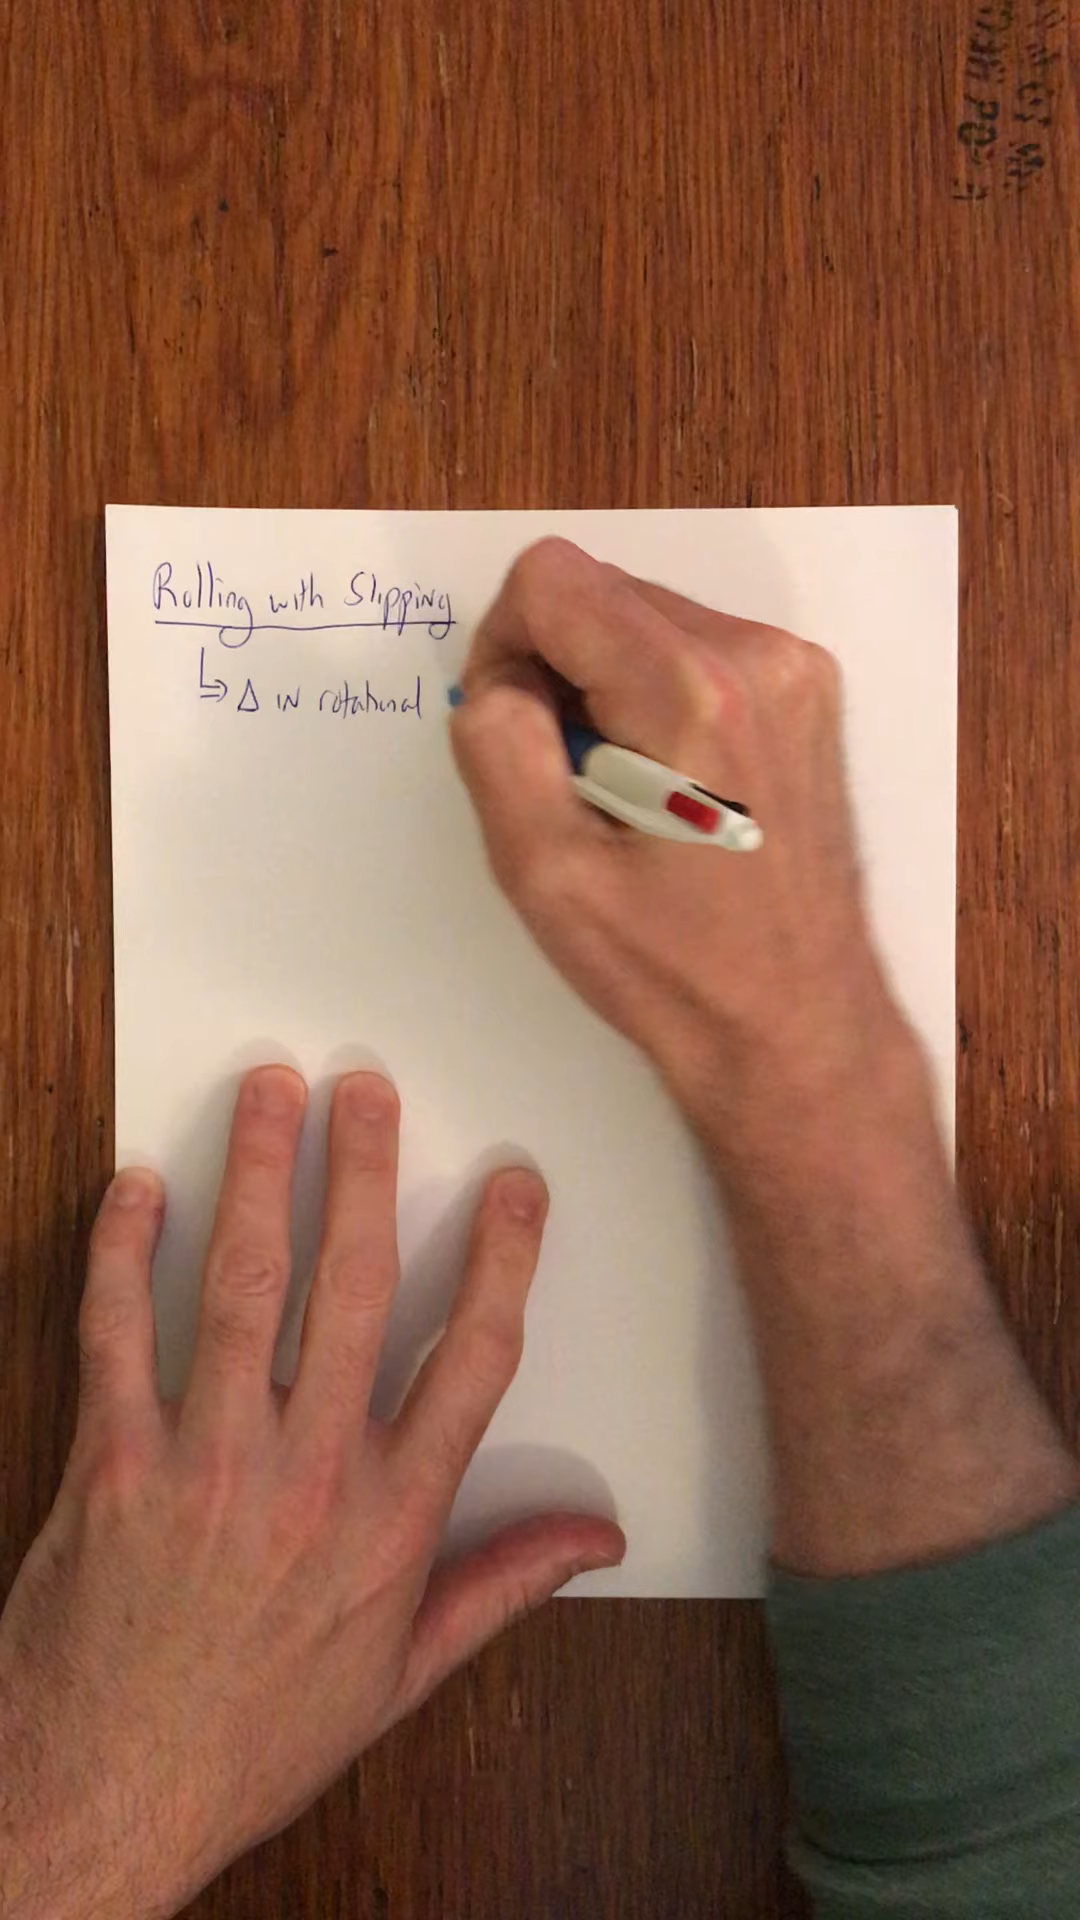 Rolling with Slipping
↳ Δ in rotational